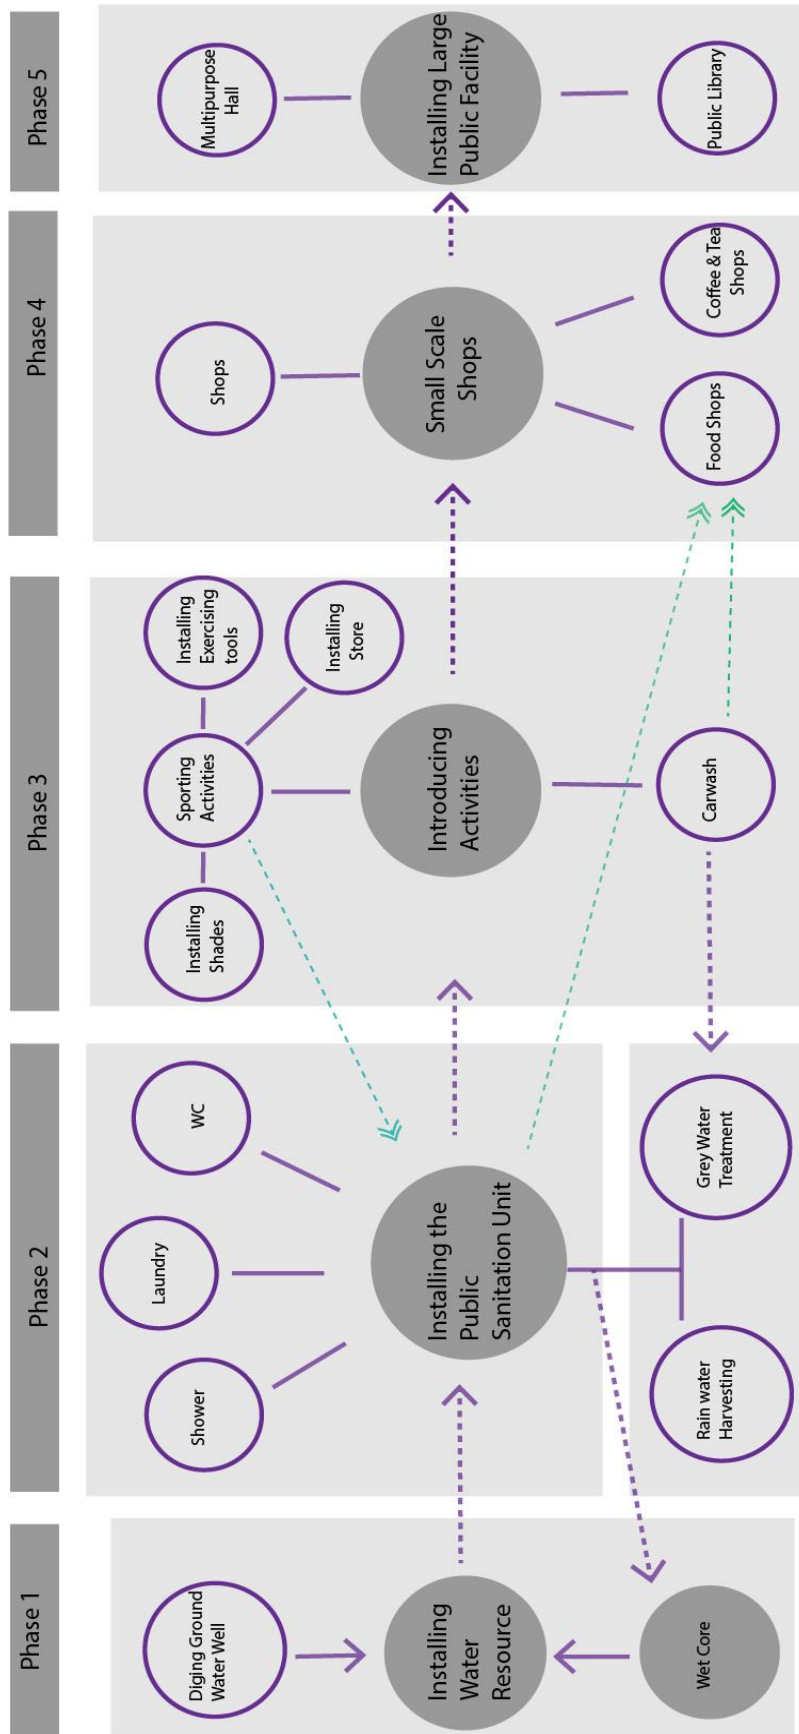 Phase 1
Phase 2
Phase 3
Phase 4
Phase 5
Diging Ground
Water Well
Installing
Water
Resource
Wet Core
Shower
Laundry
WC
Installing the
Public
Sanitation Unit
Rain water
Harvesting
Grey Water
Treatment
Installing
Shades
Sporting
Activities
Installing
Exercising
tools
Installing
Store
Introducing
Activities
Carwash
Shops
Small Scale
Shops
Food Shops
Coffee & Tea
Shops
Multipurpose
Hall
Installing Large
Public Facility
Public Library